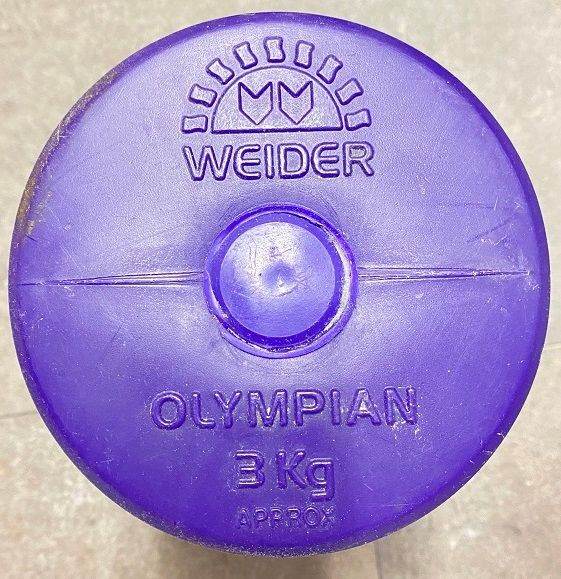 WEIDER
OLYMPIAN
3 Kg
APPROX